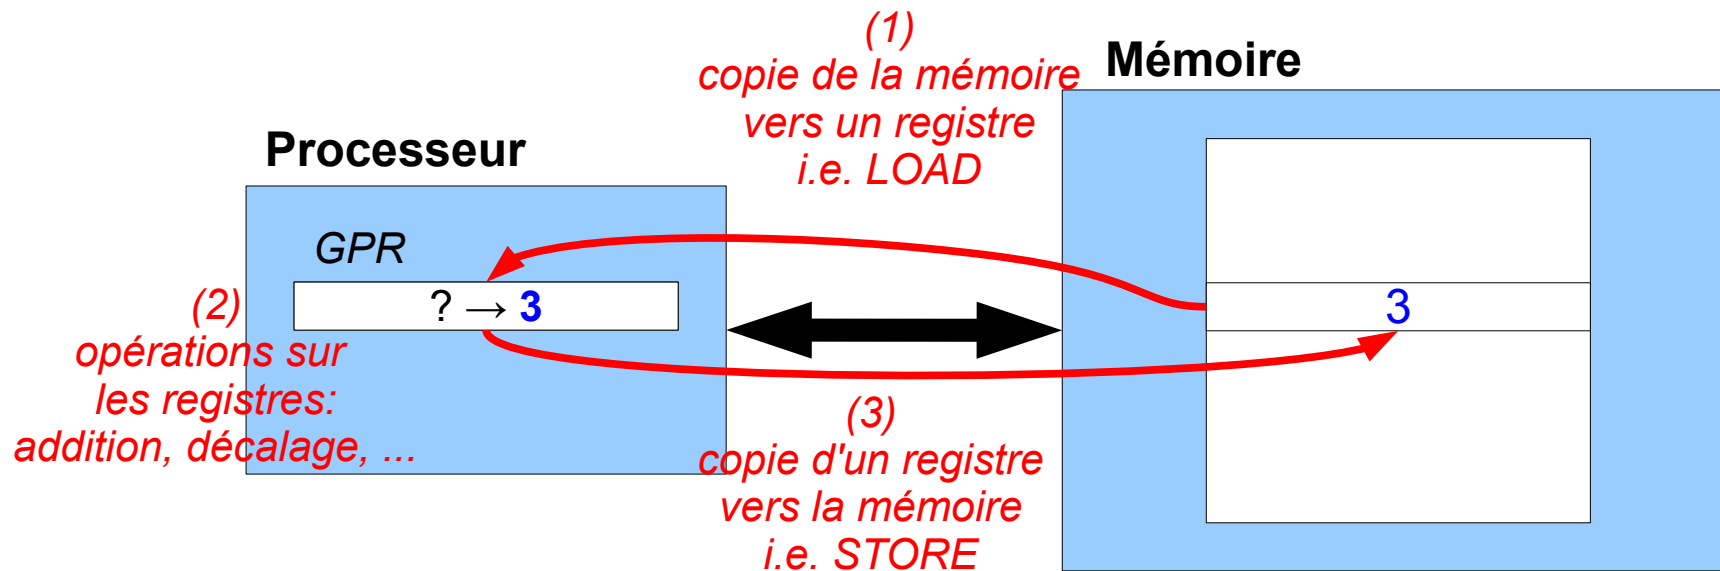 (1)
copie de la mémoire
vers un registre
i.e. LOAD
Mémoire
Processeur
GPR
? → 3
3
(2)
opérations sur
les registres:
addition, décalage, ...
(3)
copie d'un registre
vers la mémoire
i.e. STORE